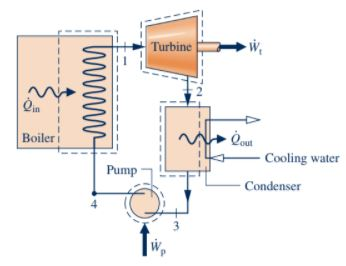 Turbine
Ẇt
1
2
Q̇in
Boiler
Q̇out
Cooling water
Pump
Condenser
4
3
Ẇp